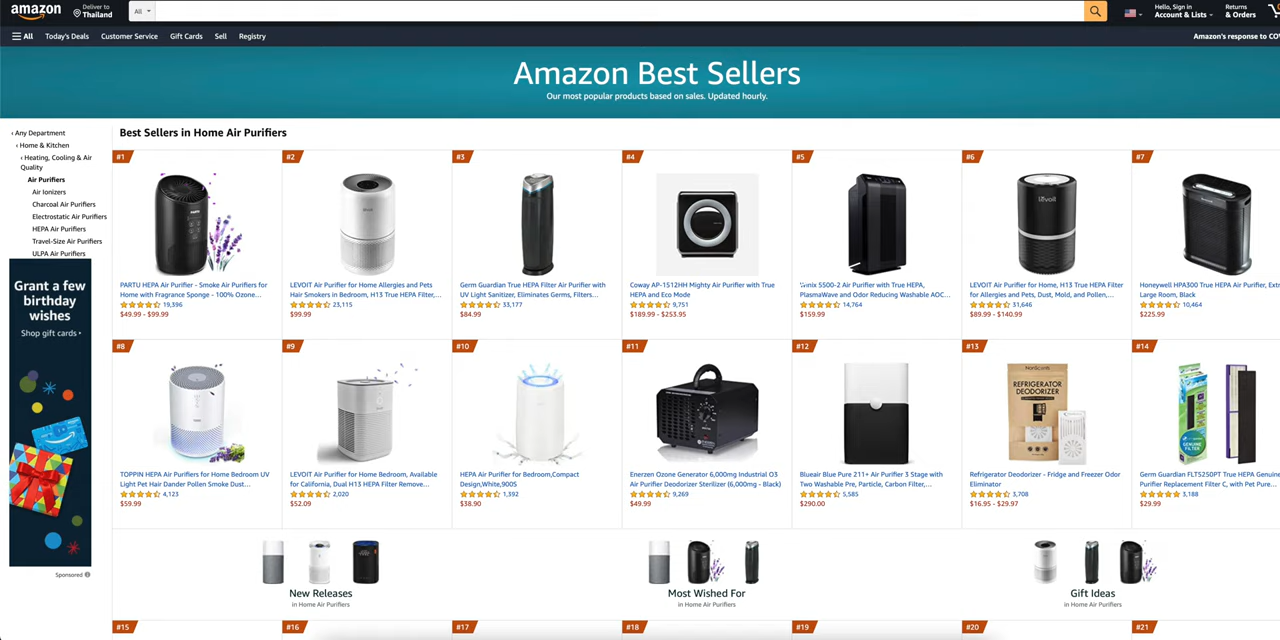 amazon
Deliver to
Thailand
All
Hello, Sign in
Account & Lists
Returns
& Orders
All
Today's Deals
Customer Service
Gift Cards
Sell
Registry
Amazon's response to CO
Amazon Best Sellers
Our most popular products based on sales. Updated hourly.
‹ Any Department
‹ Home & Kitchen
‹ Heating, Cooling & Air
Quality
Air Purifiers
Air Ionizers
Charcoal Air Purifiers
Electrostatic Air Purifiers
HEPA Air Purifiers
Travel-Size Air Purifiers
ULPA Air Purifiers
Grant a few
birthday
wishes
Shop gift cards ▸
Sponsored
Best Sellers in Home Air Purifiers
#1
PARTU HEPA Air Purifier - Smoke Air Purifiers for
Home with Fragrance Sponge - 100% Ozone...
19,396
$49.99 - $99.99
#2
LEVOIT Air Purifier for Home Allergies and Pets
Hair Smokers in Bedroom, H13 True HEPA Filter,...
23,115
$99.99
#3
Germ Guardian True HEPA Filter Air Purifier with
UV Light Sanitizer, Eliminates Germs, Filters...
33,177
$84.99
#4
Coway AP-1512HH Mighty Air Purifier with True
HEPA and Eco Mode
9,751
$189.99 - $253.95
#5
5500-2 Air Purifier with True HEPA,
PlasmaWave and Odor Reducing Washable AOC...
14,764
$159.99
#6
levoit
LEVOIT Air Purifier for Home, H13 True HEPA Filter
for Allergies and Pets, Dust, Mold, and Pollen,...
31,646
$89.99 - $140.99
#7
Honeywell HPA300 True HEPA Air Purifier, Ext
Large Room, Black
10,464
$225.99
#8
TOPPIN HEPA Air Purifiers for Home Bedroom UV
Light Pet Hair Dander Pollen Smoke Dust...
4,123
$59.99
#9
LEVOIT Air Purifier for Home Bedroom, Available
for California, Dual H13 HEPA Filter Remove...
2,020
$52.09
#10
HEPA Air Purifier for Bedroom,Compact
Design,White,900S
1,392
$38.90
#11
Enerzen Ozone Generator 6,000mg Industrial O3
Air Purifier Deodorizer Sterilizer (6,000mg - Black)
9,269
$49.99
#12
Blueair Blue Pure 211+ Air Purifier 3 Stage with
Two Washable Pre, Particle, Carbon Filter,...
5,585
$290.00
#13
NonScents
REFRIGERATOR
DEODORIZER
Refrigerator Deodorizer - Fridge and Freezer Odor
Eliminator
3,708
$16.95 - $29.97
#14
GENUINE
FILTER
Germ Guardian FLT5250PT True HEPA Genuine
Purifier Replacement Filter C, with Pet Pure...
3,188
$29.99
New Releases
in Home Air Purifiers
Most Wished For
in Home Air Purifiers
Gift Ideas
in Home Air Purifiers
#15
#16
#17
#18
#19
#20
#21